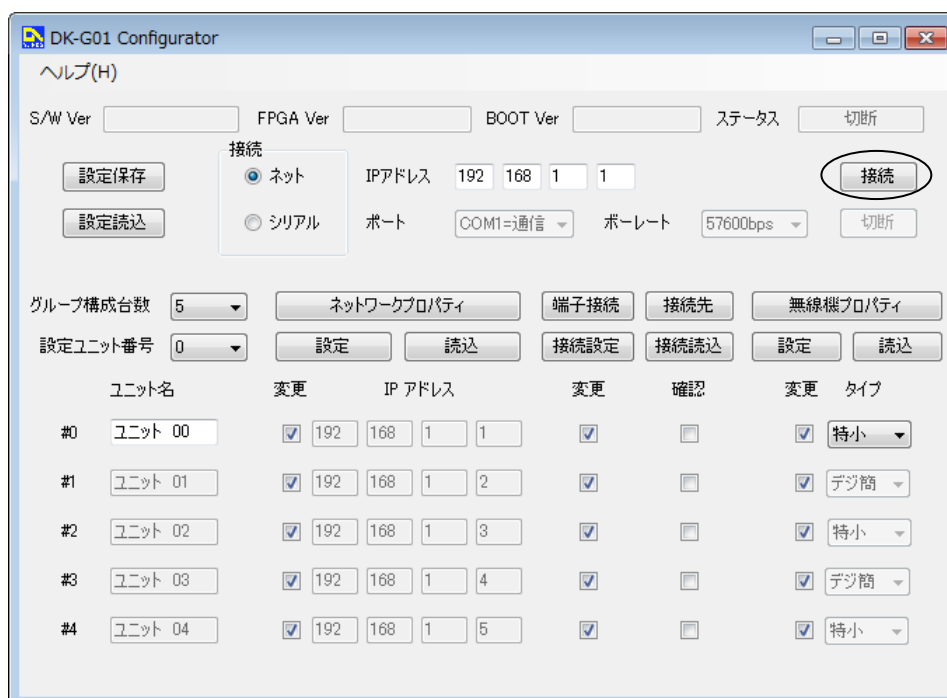 DK-G01 Configurator
ヘルプ(H)
S/W Ver FPGA Ver BOOT Ver ステータス 切断
接続
設定保存 ネット IPアドレス 192 168 1 1 接続
設定読込 シリアル ポート COM1=通信 ボーレート 57600bps 切断
グループ構成台数 5 ネットワークプロパティ 端子接続 接続先 無線機プロパティ
設定ユニット番号 0 設定 読込 接続設定 接続読込 設定 読込
ユニット名 変更 IP アドレス 変更 確認 変更 タイプ
#0 ユニット 00 192 168 1 1 特小
#1 ユニット 01 192 168 1 2 デジ簡
#2 ユニット 02 192 168 1 3 特小
#3 ユニット 03 192 168 1 4 デジ簡
#4 ユニット 04 192 168 1 5 特小